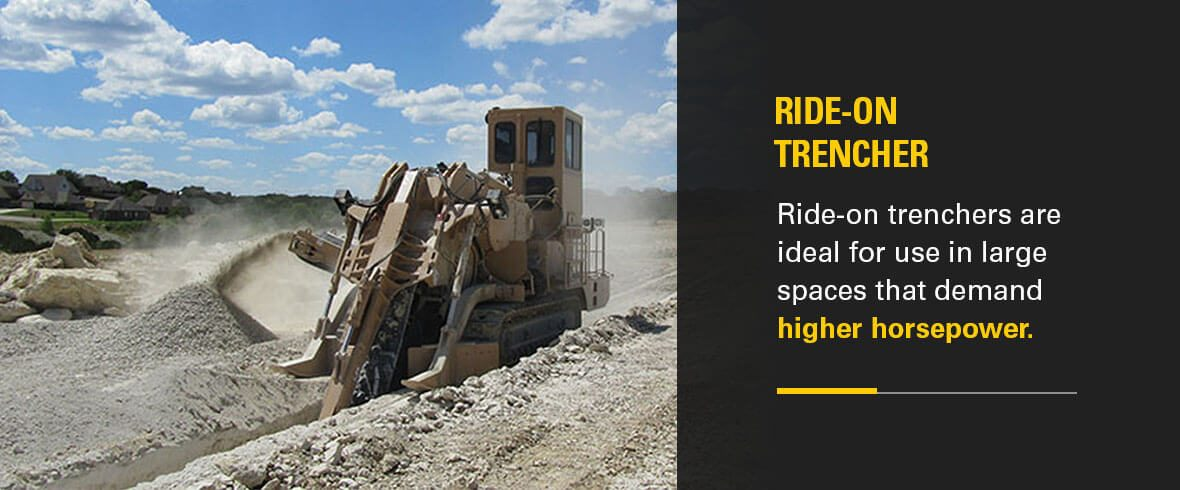 RIDE-ON
TRENCHER
Ride-on trenchers are
ideal for use in large
spaces that demand
higher horsepower.